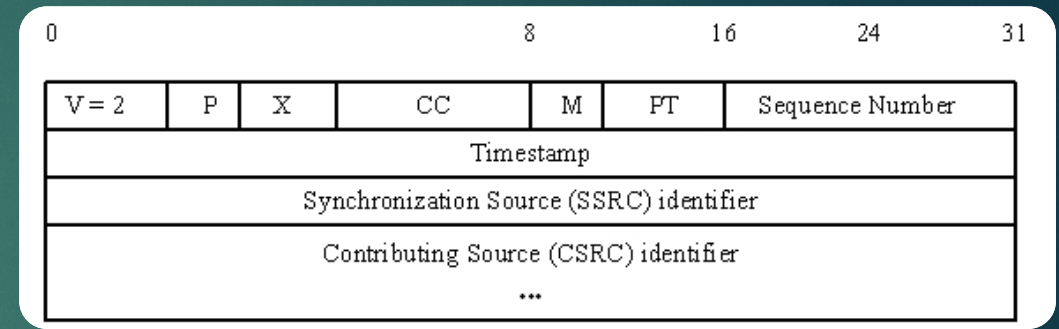 0 8 16 24 31
V = 2 P X CC M PT Sequence Number
Timestamp
Synchronization Source (SSRC) identifier
Contributing Source (CSRC) identifier
...